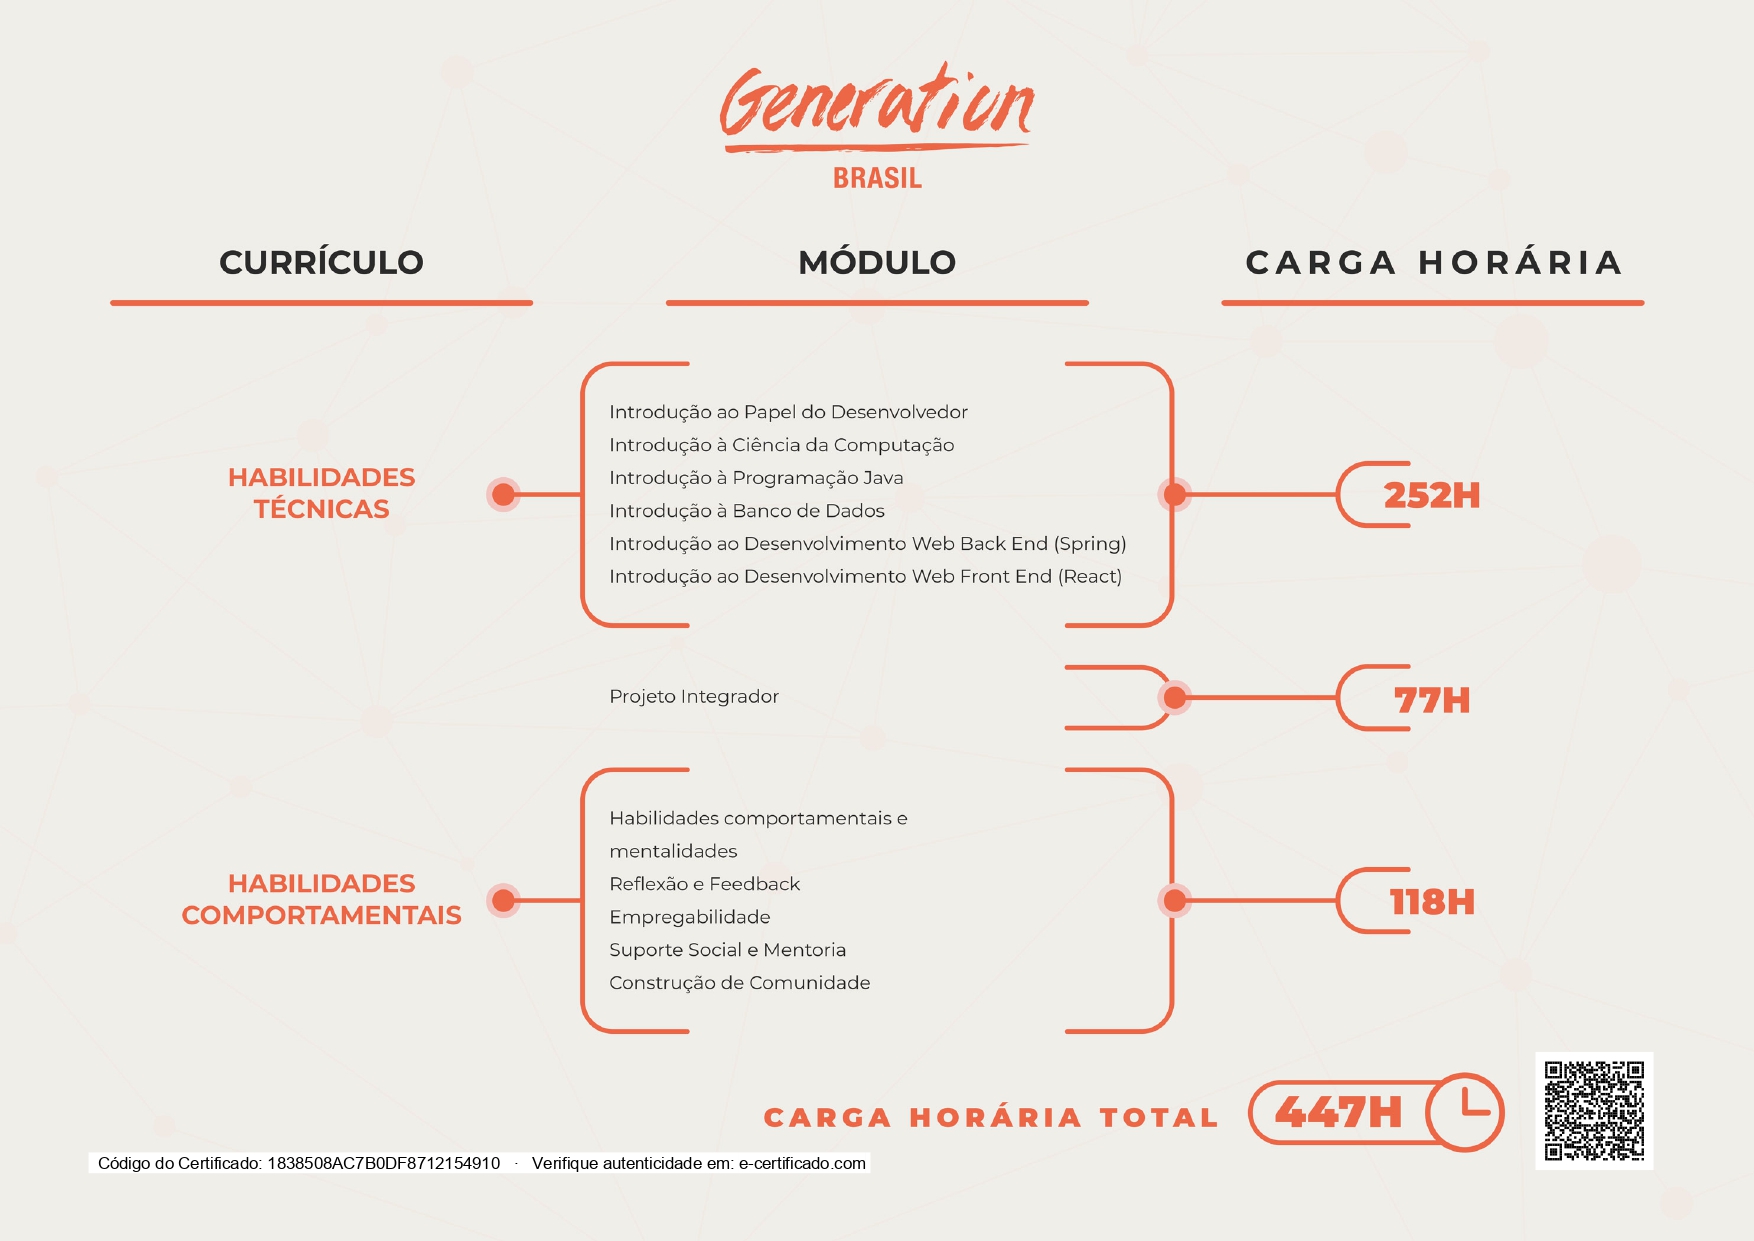 Generation
BRASIL
CURRÍCULO
MÓDULO
CARGA HORÁRIA
HABILIDADES
TÉCNICAS
Introdução ao Papel do Desenvolvedor
Introdução à Ciência da Computação
Introdução à Programação Java
Introdução à Banco de Dados
Introdução ao Desenvolvimento Web Back End (Spring)
Introdução ao Desenvolvimento Web Front End (React)
252H
Projeto Integrador
77H
HABILIDADES
COMPORTAMENTAIS
Habilidades comportamentais e
mentalidades
Reflexão e Feedback
Empregabilidade
Suporte Social e Mentoria
Construção de Comunidade
118H
CARGA HORÁRIA TOTAL
447H
Código do Certificado: 1838508AC7B0DF8712154910 · Verifique autenticidade em: e-certificado.com